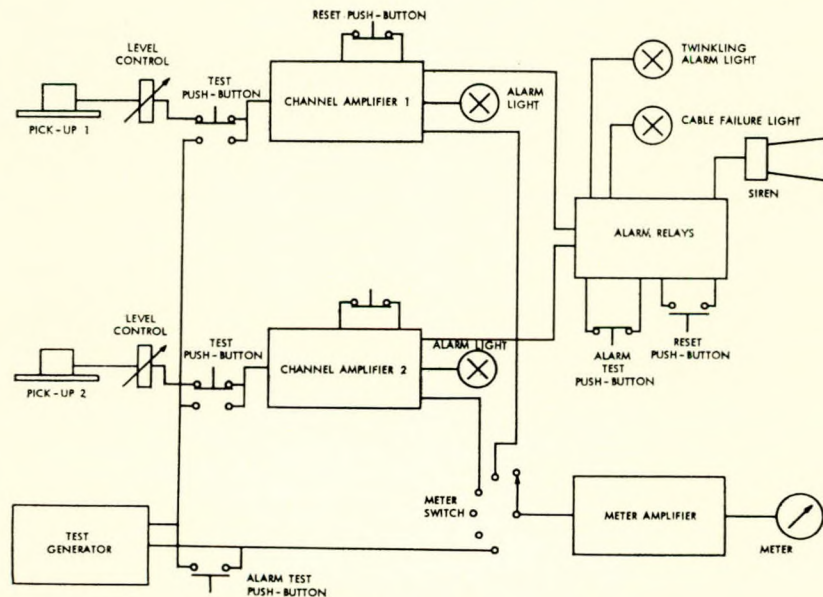 RESET PUSH-BUTTON
LEVEL
CONTROL
TEST
PUSH-BUTTON
CHANNEL AMPLIFIER 1
ALARM
LIGHT
TWINKLING
ALARM LIGHT
CABLE FAILURE LIGHT
PICK-UP 1
SIREN
ALARM RELAYS
LEVEL
CONTROL
TEST
PUSH-BUTTON
CHANNEL AMPLIFIER 2
ALARM LIGHT
ALARM
TEST
PUSH-BUTTON
RESET
PUSH-BUTTON
PICK-UP 2
TEST
GENERATOR
METER
SWITCH
METER AMPLIFIER
METER
ALARM TEST
PUSH-BUTTON